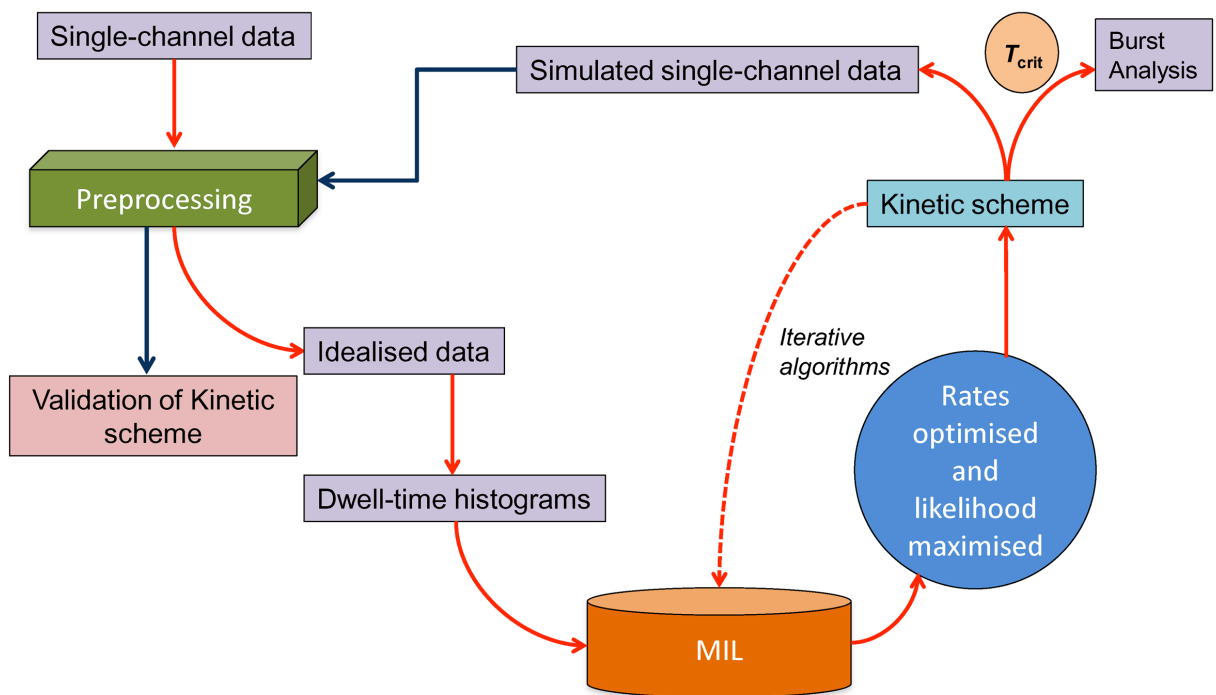 Single-channel data
Simulated single-channel data
Tcrit
Burst
Analysis
Preprocessing
Kinetic scheme
Idealised data
Iterative
algorithms
Validation of Kinetic
scheme
Rates
optimised
and
likelihood
maximised
Dwell-time histograms
MIL